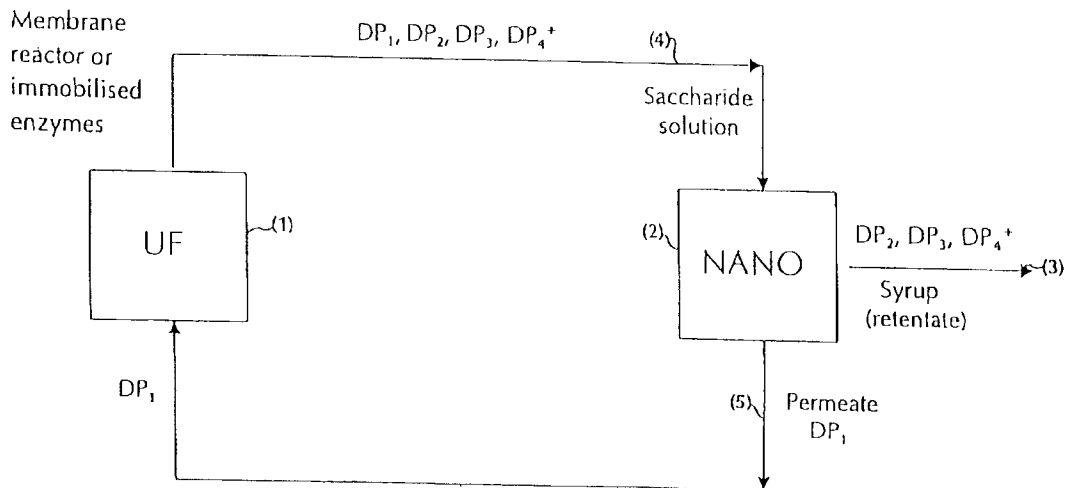 Membrane
reactor or
immobilised
enzymes
DP₁, DP₂, DP₃, DP₄⁺
(4)
Saccharide
solution
UF
(1)
(2)
NANO
DP₂, DP₃, DP₄⁺
(3)
Syrup
(retentate)
DP₁
(5)
Permeate
DP₁